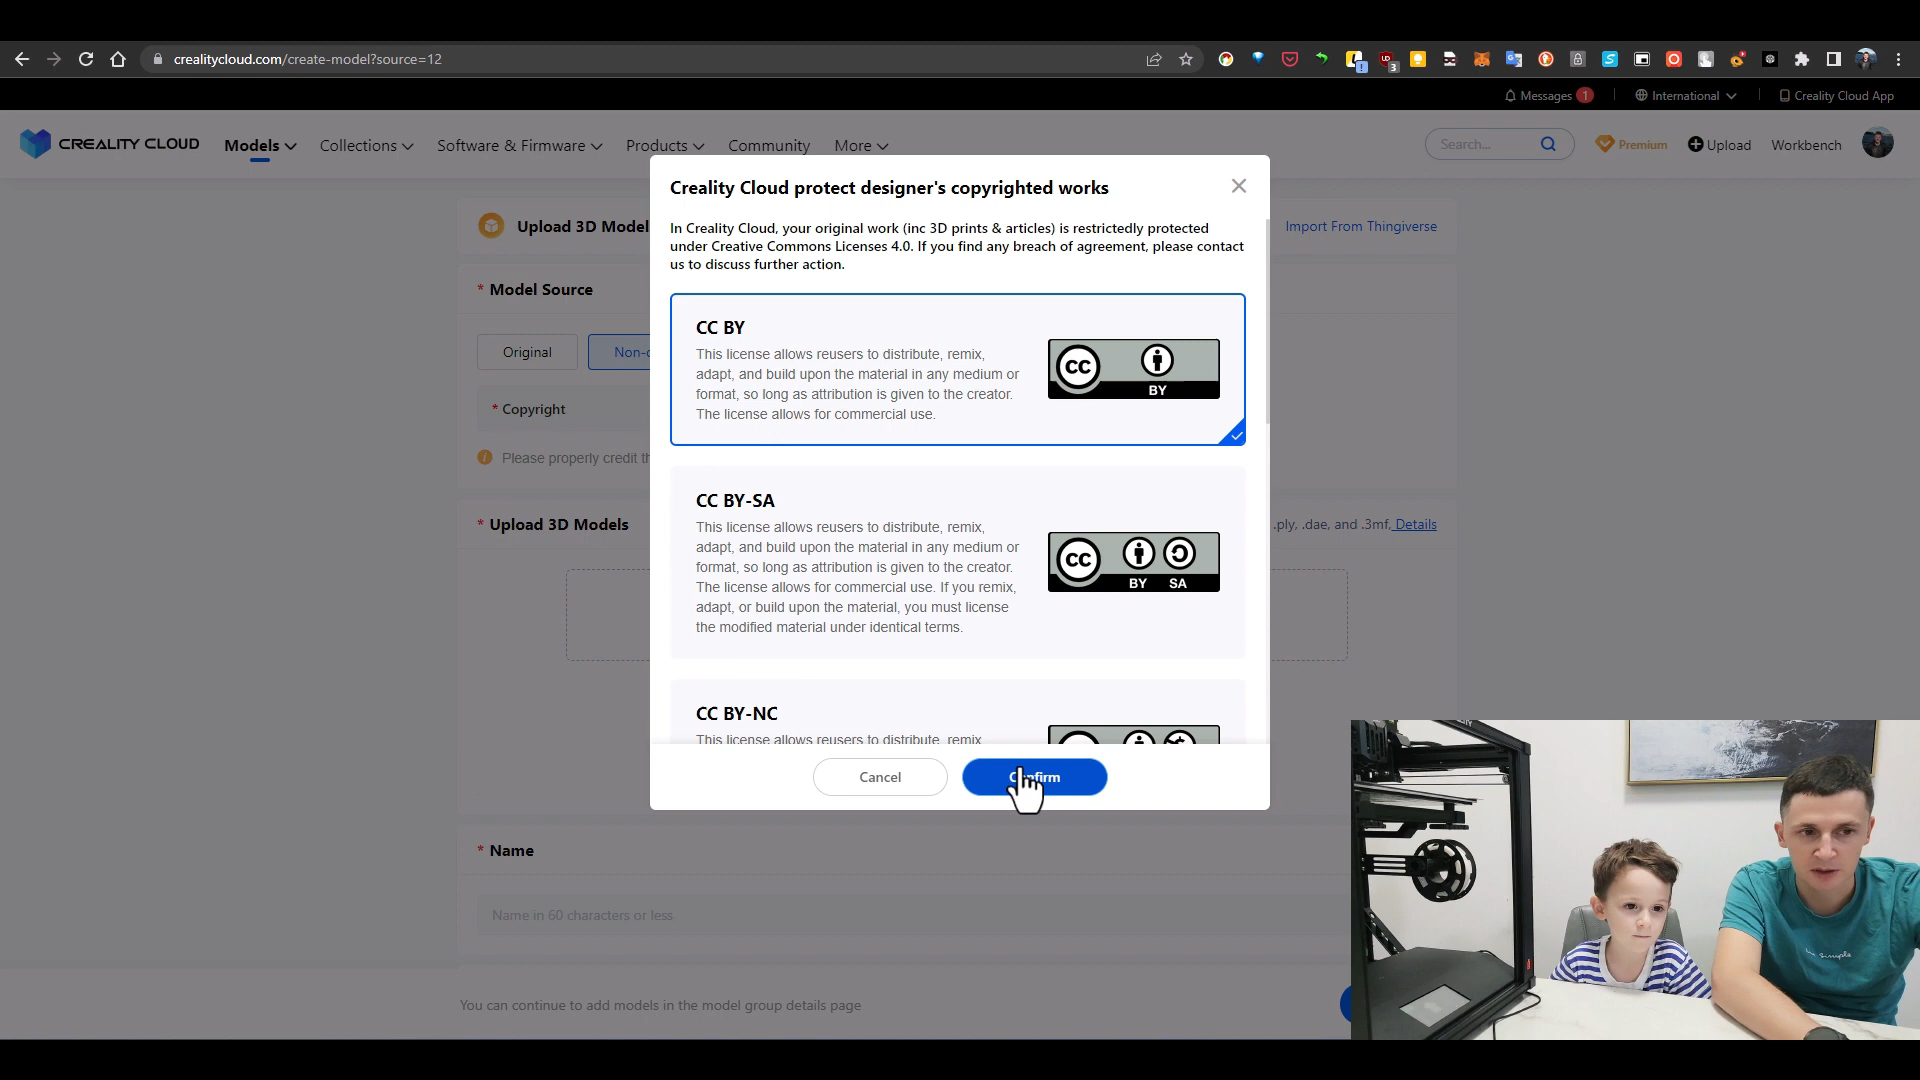 crealitycloud.com/create-model?source=12
Messages 1
International
Creality Cloud App
CREALITY CLOUD
Models
Collections
Software & Firmware
Products
Community
More
Search...
Premium
Upload
Workbench
Upload 3D Model
Import From Thingiverse
* Model Source
Original
* Copyright
Please properly credit
* Upload 3D Models
.ply, .dae, and .3mf, Details
Creality Cloud protect designer's copyrighted works
In Creality Cloud, your original work (inc 3D prints & articles) is restrictedly protected
under Creative Commons Licenses 4.0. If you find any breach of agreement, please contact
us to discuss further action.
CC BY
This license allows reusers to distribute, remix,
adapt, and build upon the material in any medium or
format, so long as attribution is given to the creator.
The license allows for commercial use.
CC
BY
CC BY-SA
This license allows reusers to distribute, remix,
adapt, and build upon the material in any medium or
format, so long as attribution is given to the creator.
The license allows for commercial use. If you remix,
adapt, or build upon the material, you must license
the modified material under identical terms.
CC
BY SA
CC BY-NC
This license allows reusers to distribute, remix
Cancel
Confirm
* Name
Name in 60 characters or less
You can continue to add models in the model group details page